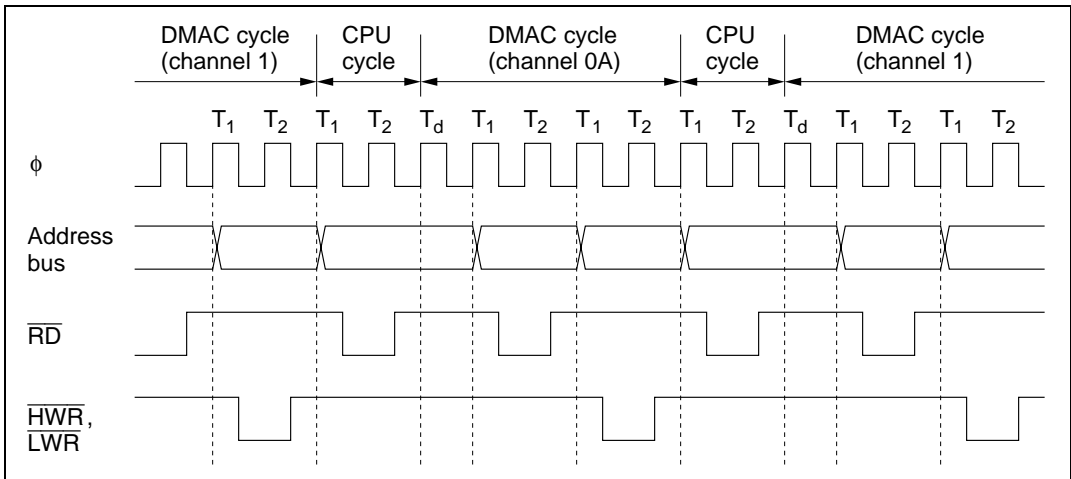 DMAC cycle (channel 1) CPU cycle DMAC cycle (channel 0A) CPU cycle DMAC cycle (channel 1)
T1 T2 T1 T2 Td T1 T2 T1 T2 T1 T2 Td T1 T2 T1 T2
φ
Address
bus
RD
HWR,
LWR